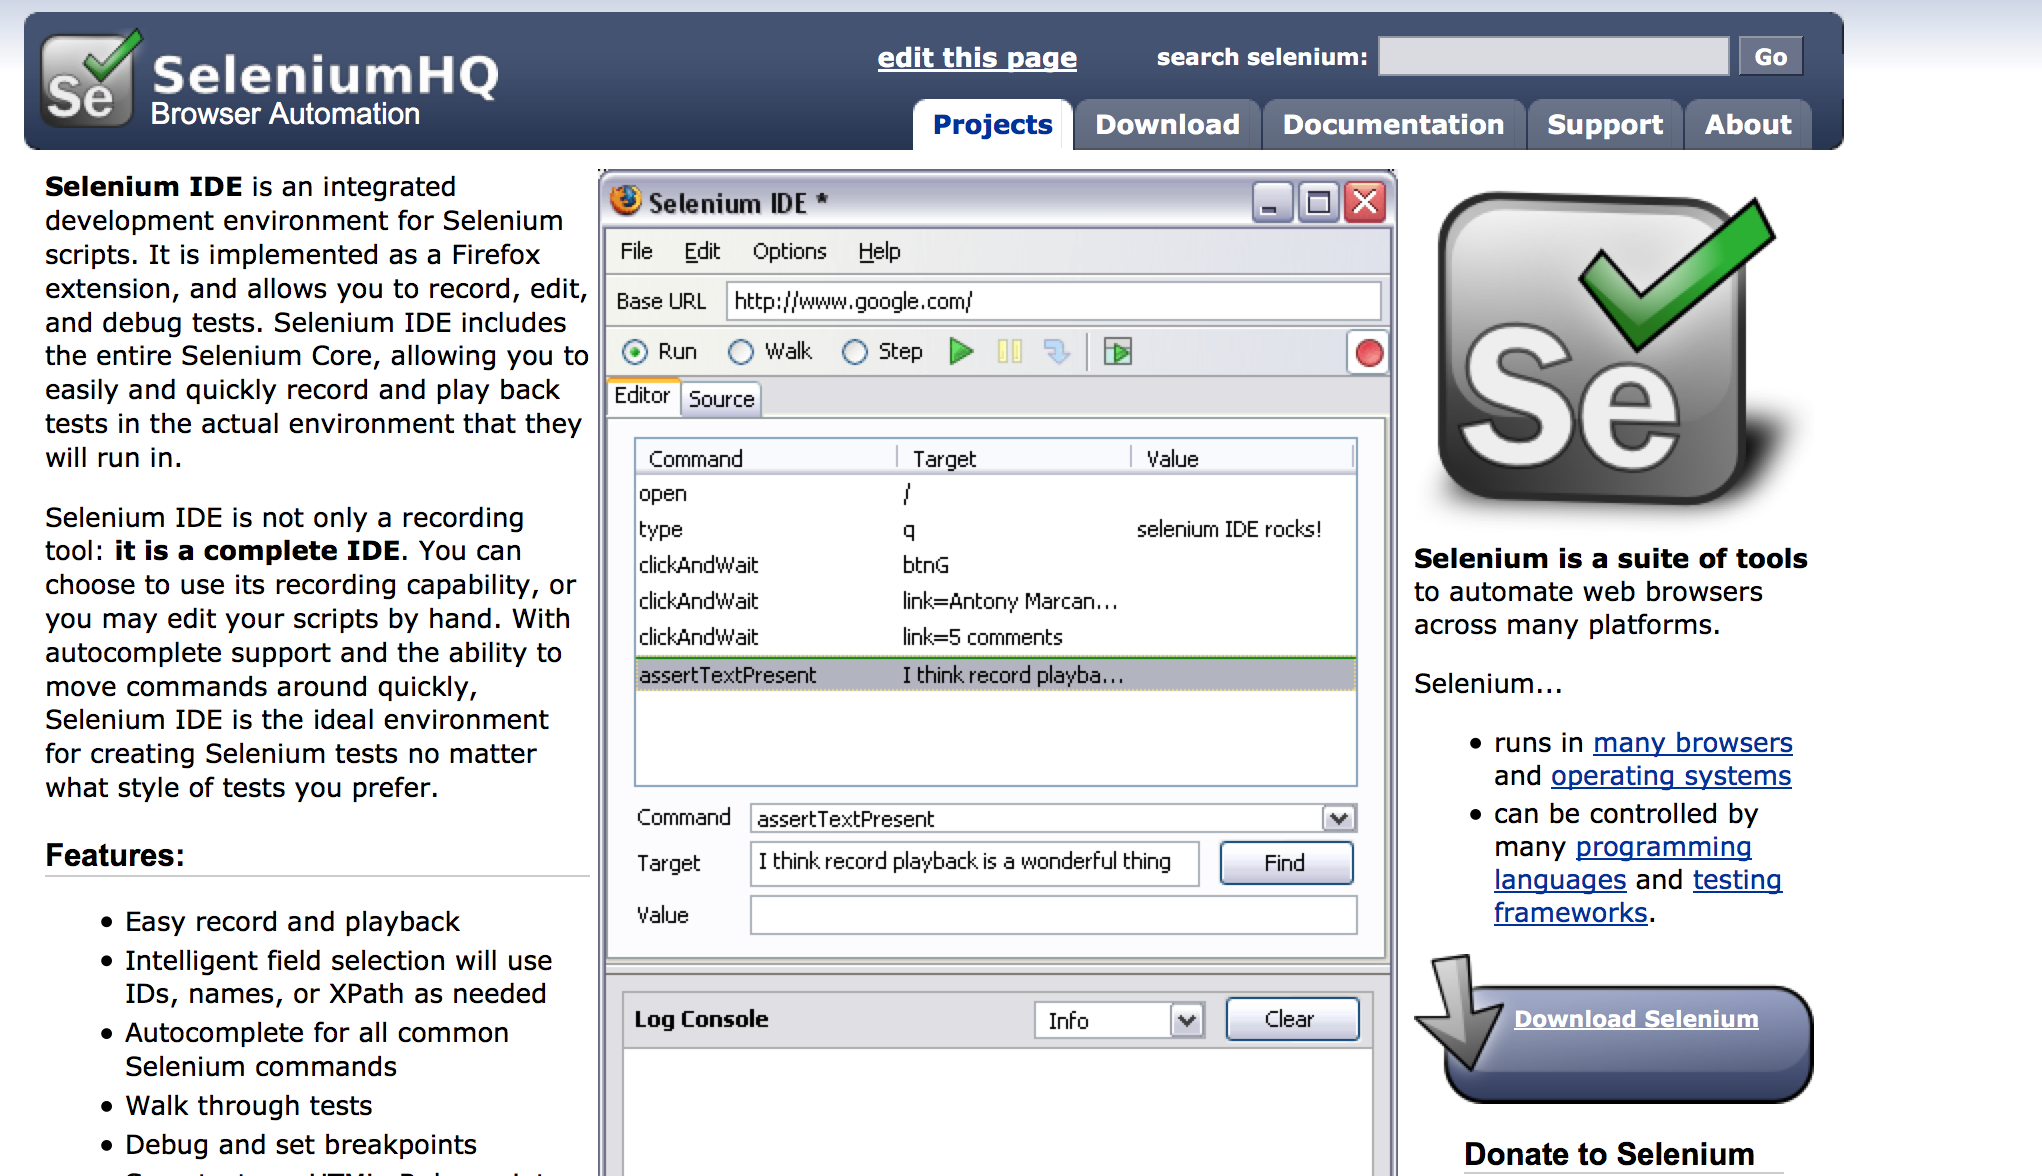 Se
SeleniumHQ
Browser Automation
edit this page
search selenium:
Go
Projects
Download
Documentation
Support
About
Selenium IDE is an integrated
development environment for Selenium
scripts. It is implemented as a Firefox
extension, and allows you to record, edit,
and debug tests. Selenium IDE includes
the entire Selenium Core, allowing you to
easily and quickly record and play back
tests in the actual environment that they
will run in.
Selenium IDE is not only a recording
tool: it is a complete IDE. You can
choose to use its recording capability, or
you may edit your scripts by hand. With
autocomplete support and the ability to
move commands around quickly,
Selenium IDE is the ideal environment
for creating Selenium tests no matter
what style of tests you prefer.
Features:
• Easy record and playback
• Intelligent field selection will use
IDs, names, or XPath as needed
• Autocomplete for all common
Selenium commands
• Walk through tests
• Debug and set breakpoints
Selenium IDE *
File Edit Options Help
Base URL http://www.google.com/
Run Walk Step
Editor Source
Command Target Value
open /
type q selenium IDE rocks!
clickAndWait btnG
clickAndWait link=Antony Marcan...
clickAndWait link=5 comments
assertTextPresent I think record playba...
Command assertTextPresent
Target I think record playback is a wonderful thing Find
Value
Log Console Info Clear
Se
Selenium is a suite of tools
to automate web browsers
across many platforms.
Selenium...
• runs in many browsers
and operating systems
• can be controlled by
many programming
languages and testing
frameworks.
Download Selenium
Donate to Selenium